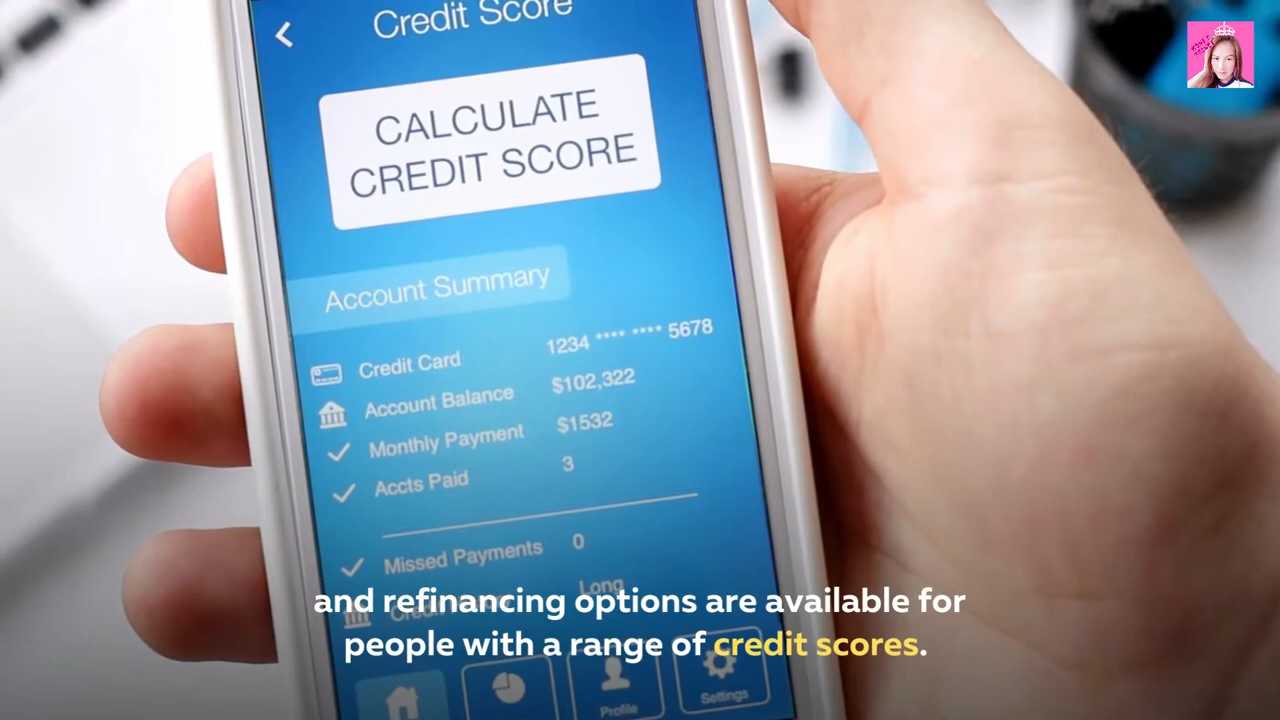 Credit Score
CALCULATE
CREDIT SCORE
Account Summary
Credit Card 1234 **** **** 5678
Account Balance $102,322
Monthly Payment $1532
Accts Paid 3
Missed Payments 0
Long
and refinancing options are available for
people with a range of credit scores.
Profile
Settings